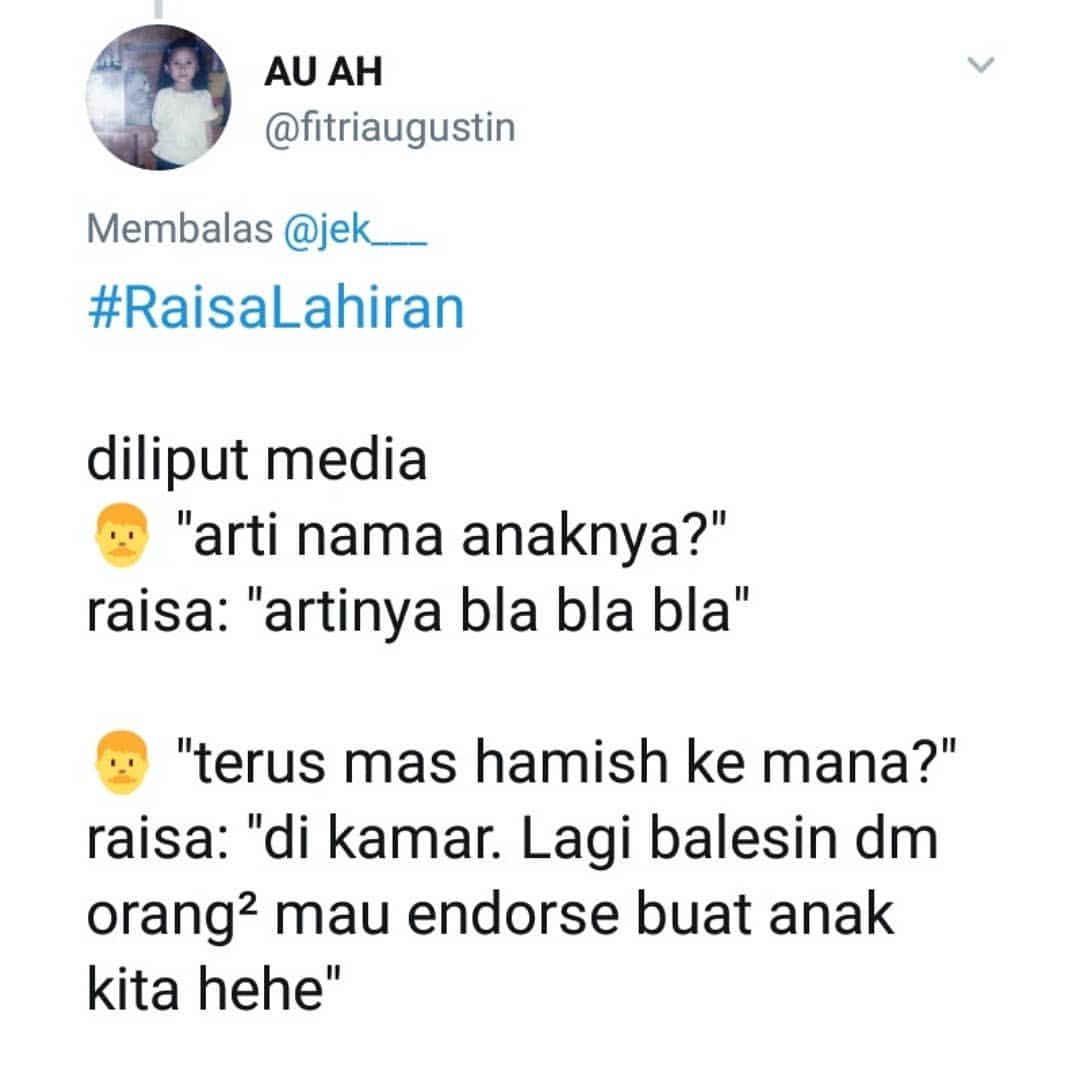 AU AH
@fitriaugustin
Membalas @jek___
#RaisaLahiran
diliput media
👨 "arti nama anaknya?"
raisa: "artinya bla bla bla"
👨 "terus mas hamish ke mana?"
raisa: "di kamar. Lagi balesin dm
orang² mau endorse buat anak
kita hehe"